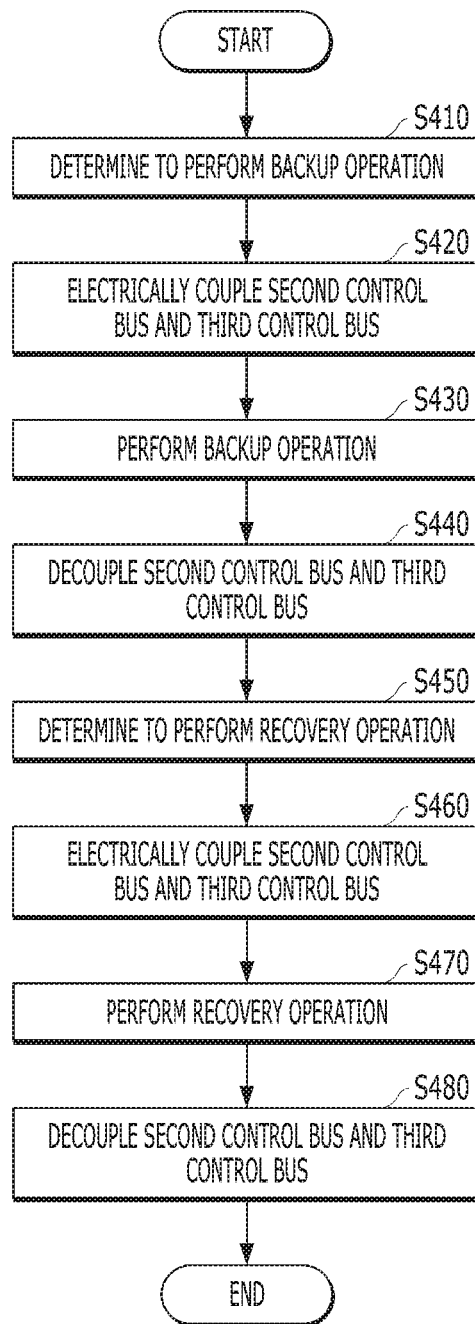 START
S410
DETERMINE TO PERFORM BACKUP OPERATION
S420
ELECTRICALLY COUPLE SECOND CONTROL
BUS AND THIRD CONTROL BUS
S430
PERFORM BACKUP OPERATION
S440
DECOUPLE SECOND CONTROL BUS AND THIRD
CONTROL BUS
S450
DETERMINE TO PERFORM RECOVERY OPERATION
S460
ELECTRICALLY COUPLE SECOND CONTROL
BUS AND THIRD CONTROL BUS
S470
PERFORM RECOVERY OPERATION
S480
DECOUPLE SECOND CONTROL BUS AND THIRD
CONTROL BUS
END